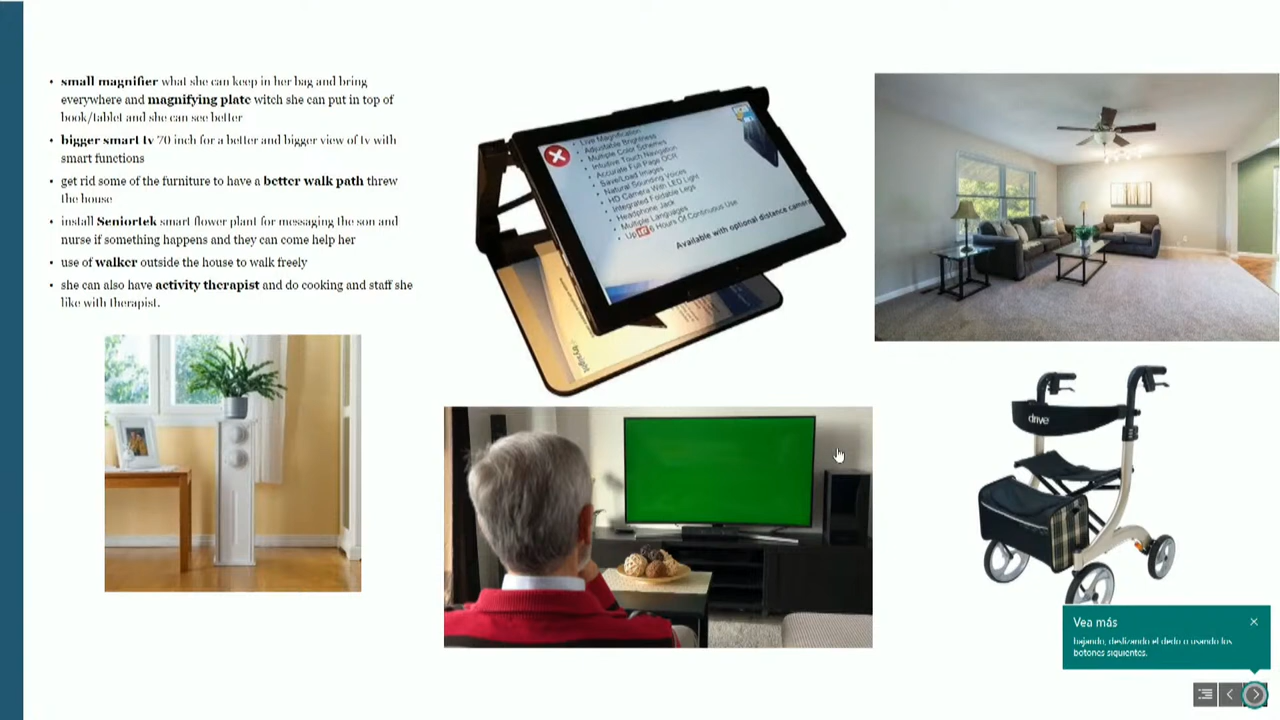 small magnifier what she can keep in her bag and bring
everywhere and magnifying plate witch she can put in top of
book/tablet and she can see better
bigger smart tv 70 inch for a better and bigger view of tv with
smart functions
get rid some of the furniture to have a better walk path threw
the house
install Seniortek smart flower plant for messaging the son and
nurse if something happens and they can come help her
use of walker outside the house to walk freely
she can also have activity therapist and do cooking and staff she
like with therapist.
Live Magnification
Adjustable Brightness
Multiple Color Schemes
Intuitive Touch Navigation
Accurate Full Page OCR
Save/Load Images
Natural Sounding Voices
HD Camera With LED Light
Integrated Foldable Legs
Headphone Jack
Multiple Languages
Up 6 Hours Of Continuous Use
Available with optional distance camera
trysight
drive
Vea más
bajando, deslizando el dedo o usando los
botones siguientes.